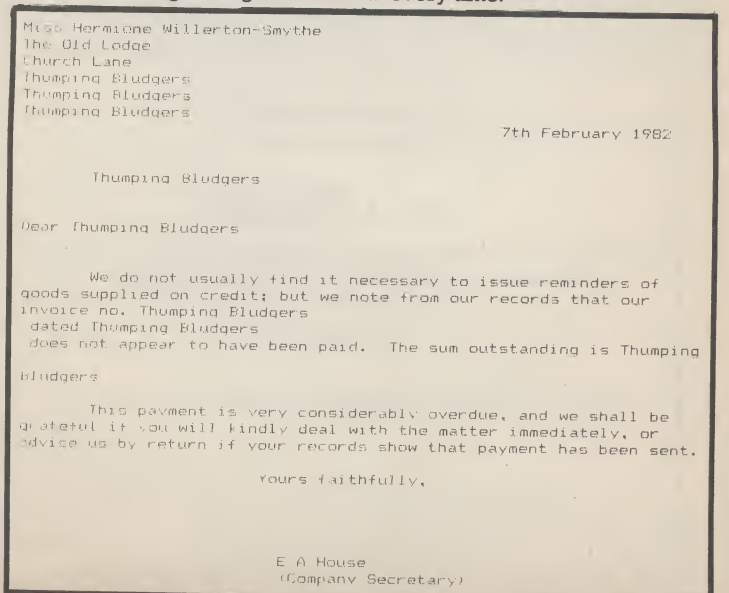 Miss Hermione Willerton-Smythe
The Old Lodge
Church Lane
Thumping Bludgers
Thumping Bludgers
Thumping Bludgers
7th February 1982
Thumping Bludgers
Dear Thumping Bludgers
We do not usually find it necessary to issue reminders of
goods supplied on credit; but we note from our records that our
invoice no. Thumping Bludgers
dated Thumping Bludgers
does not appear to have been paid. The sum outstanding is Thumping
Bludgers
This payment is very considerably overdue, and we shall be
grateful if you will kindly deal with the matter immediately, or
advice us by return if your records show that payment has been sent.
Yours faithfully,
E A House
(Company Secretary)